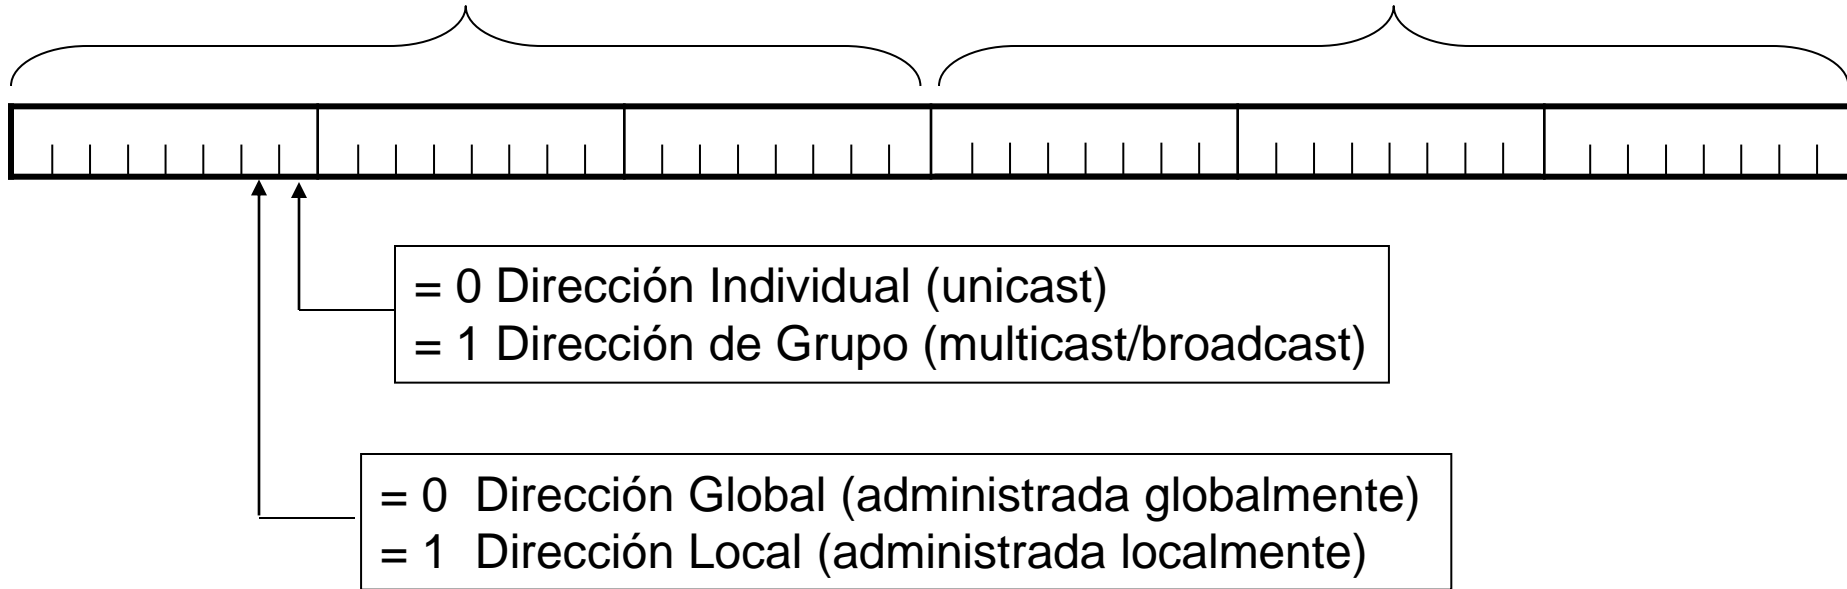 = 0 Dirección Individual (unicast)
= 1 Dirección de Grupo (multicast/broadcast)
= 0 Dirección Global (administrada globalmente)
= 1 Dirección Local (administrada localmente)